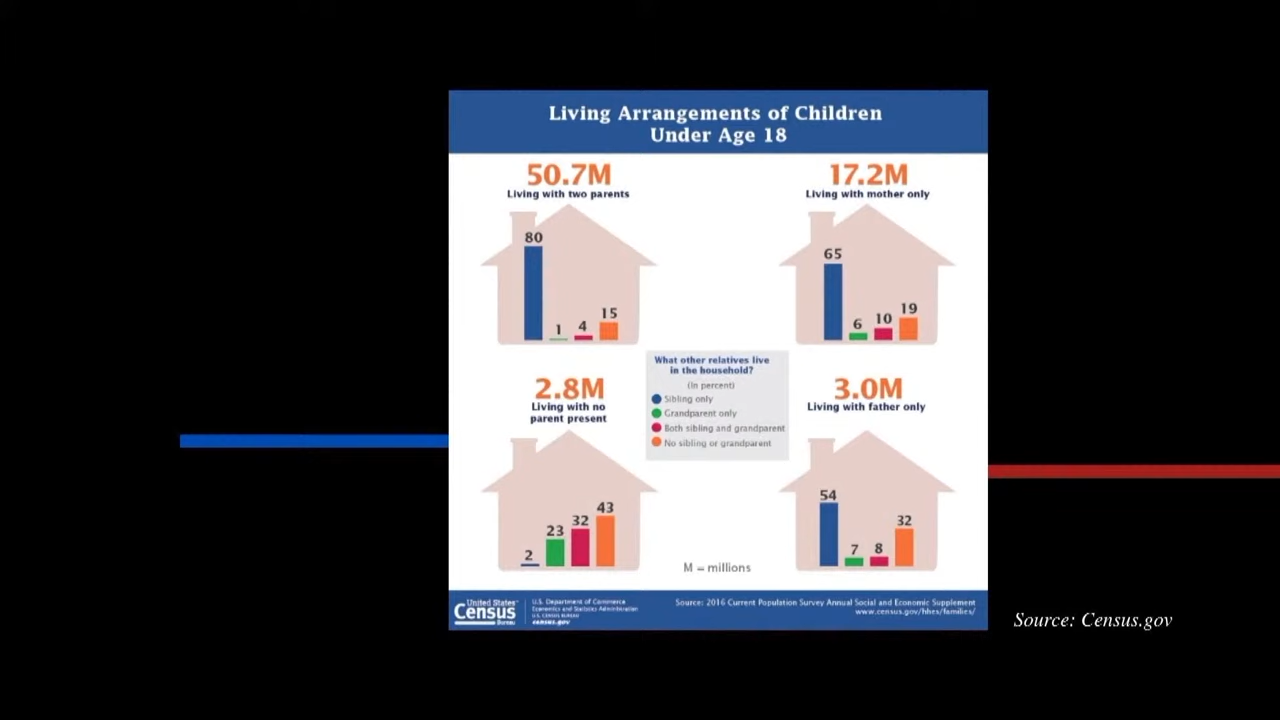 Living Arrangements of Children
Under Age 18
50.7M
Living with two parents
80
1
4
15
17.2M
Living with mother only
65
6
10
19
What other relatives live
in the household?
(In percent)
Sibling only
Grandparent only
Both sibling and grandparent
No sibling or grandparent
2.8M
Living with no
parent present
2
23
32
43
3.0M
Living with father only
54
7
8
32
M = millions
United States
Census
Bureau
U.S. Department of Commerce
Economics and Statistics Administration
U.S. CENSUS BUREAU
census.gov
Source: 2016 Current Population Survey Annual Social and Economic Supplement
www.census.gov/hhes/families/
Source: Census.gov